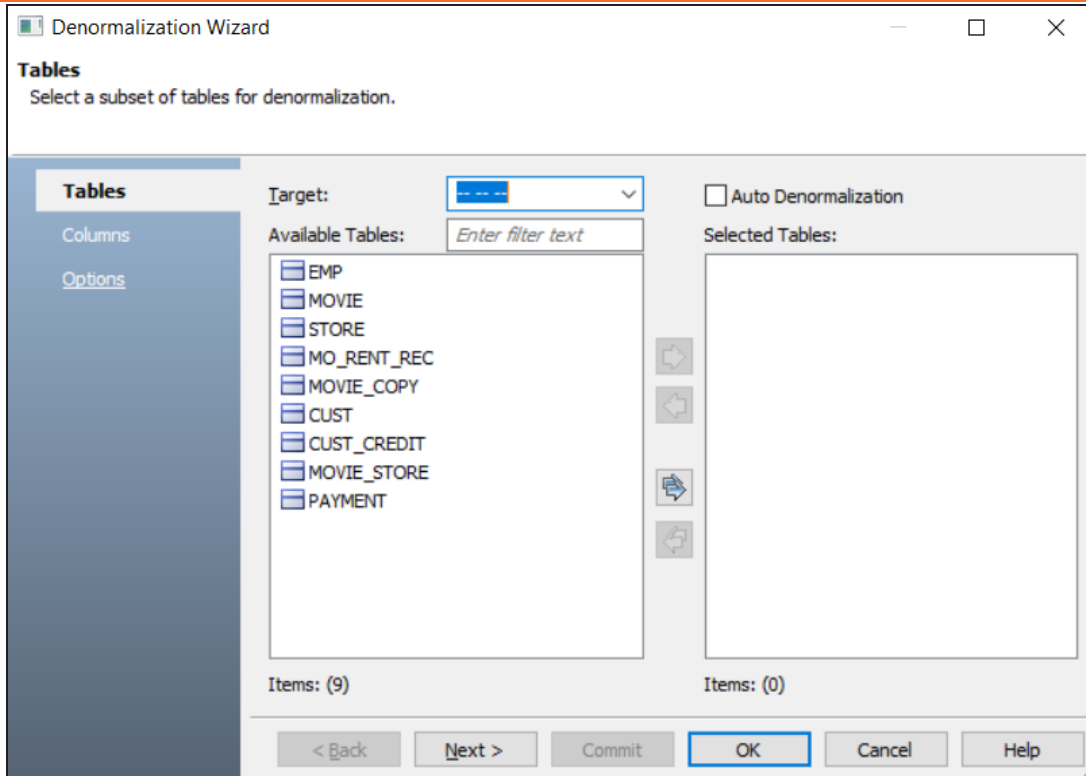 Denormalization Wizard
Tables
Select a subset of tables for denormalization.
Tables
Columns
Options
Target:
-- -- --
Auto Denormalization
Available Tables:
Enter filter text
Selected Tables:
EMP
MOVIE
STORE
MO_RENT_REC
MOVIE_COPY
CUST
CUST_CREDIT
MOVIE_STORE
PAYMENT
Items: (9)
Items: (0)
< Back
Next >
Commit
OK
Cancel
Help